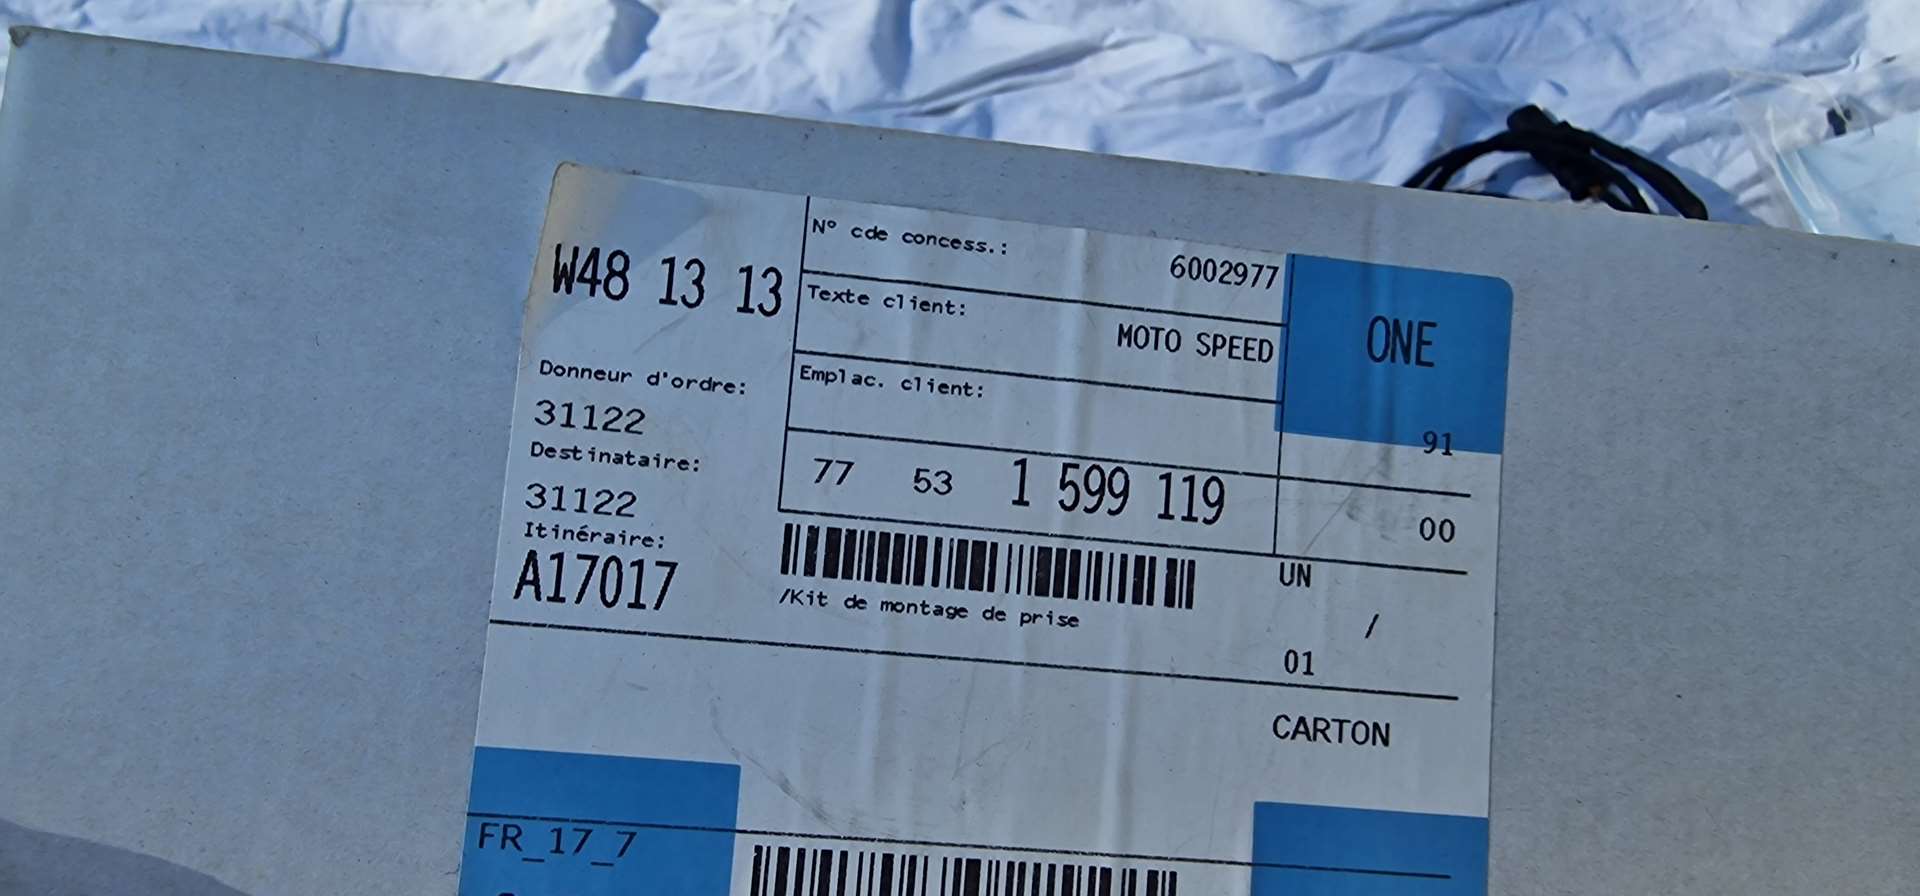 W48 13 13
N° cde concess.:
6002977
Texte client:
MOTO SPEED
ONE
Donneur d'ordre:
31122
Emplac. client:
91
Destinataire:
31122
77 53 1 599 119
00
Itinéraire:
A17017
/Kit de montage de prise
UN
/
01
CARTON
FR_17_7